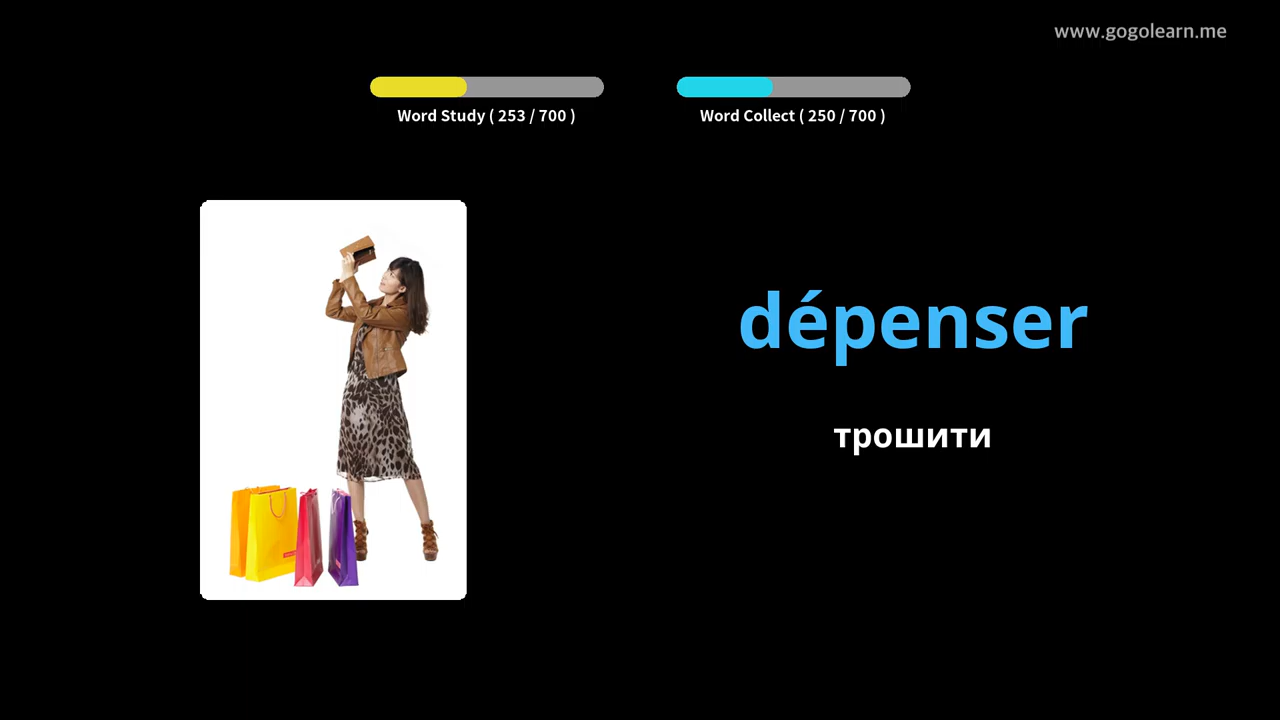 www.gogolearn.me
Word Study ( 253 / 700 )
Word Collect ( 250 / 700 )
dépenser
трошити